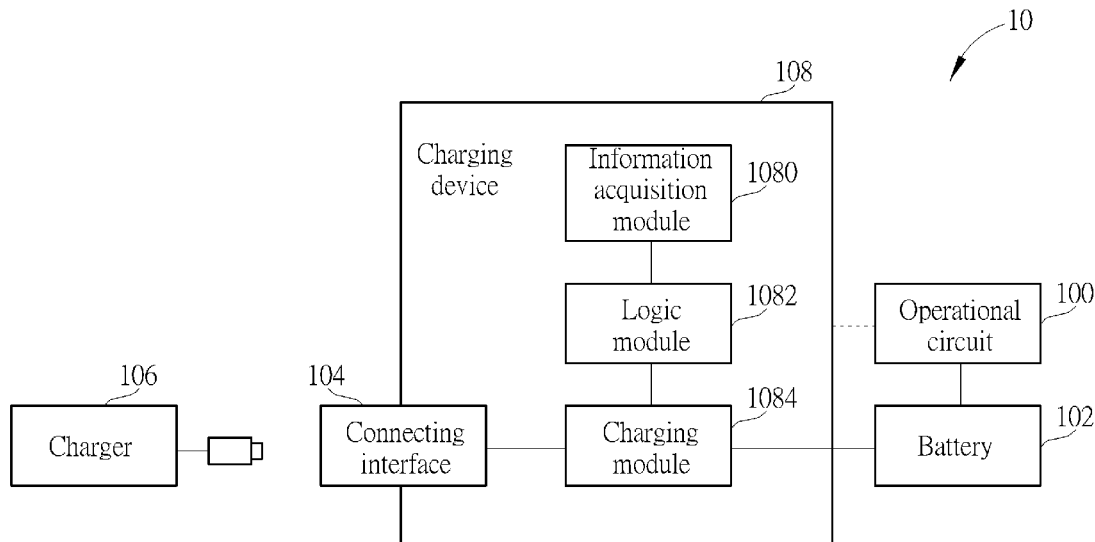 10
108
Charging
device
Information
acquisition
module
1080
Logic
module
1082
Operational
circuit
100
106
Charger
104
Connecting
interface
Charging
module
1084
Battery
102